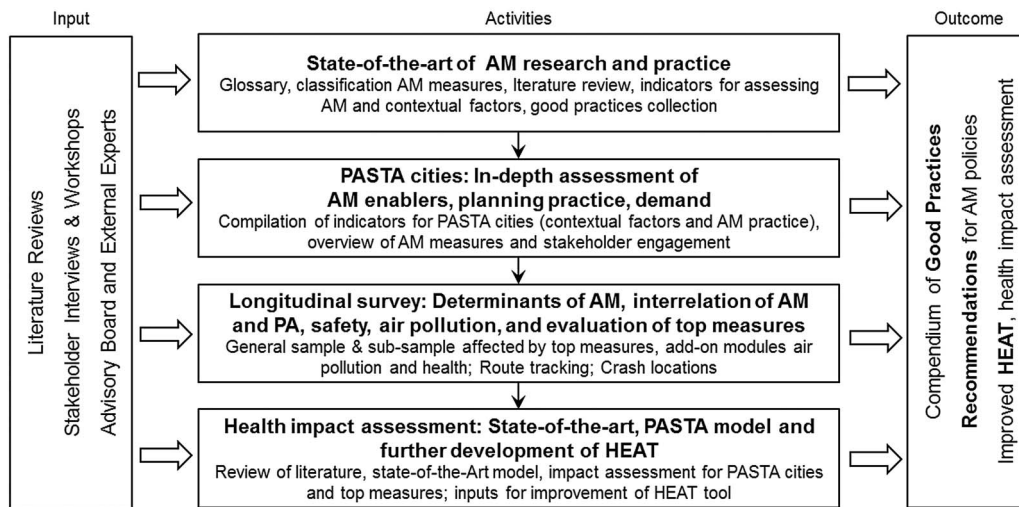 Input
Activities
Outcome
Literature Reviews
Stakeholder Interviews & Workshops
Advisory Board and External Experts
State-of-the-art of AM research and practice
Glossary, classification AM measures, lterature review, indicators for assessing
AM and contextual factors, good practices collection
PASTA cities: In-depth assessment of
AM enablers, planning practice, demand
Compilation of indicators for PASTA cities (contextual factors and AM practice),
overview of AM measures and stakeholder engagement
Longitudinal survey: Determinants of AM, interrelation of AM
and PA, safety, air pollution, and evaluation of top measures
General sample & sub-sample affected by top measures, add-on modules air
pollution and health; Route tracking; Crash locations
Health impact assessment: State-of-the-art, PASTA model and
further development of HEAT
Review of literature, state-of-the-Art model, impact assessment for PASTA cities
and top measures; inputs for improvement of HEAT tool
Compendium of Good Practices
Recommendations for AM policies
Improved HEAT, health impact assessment